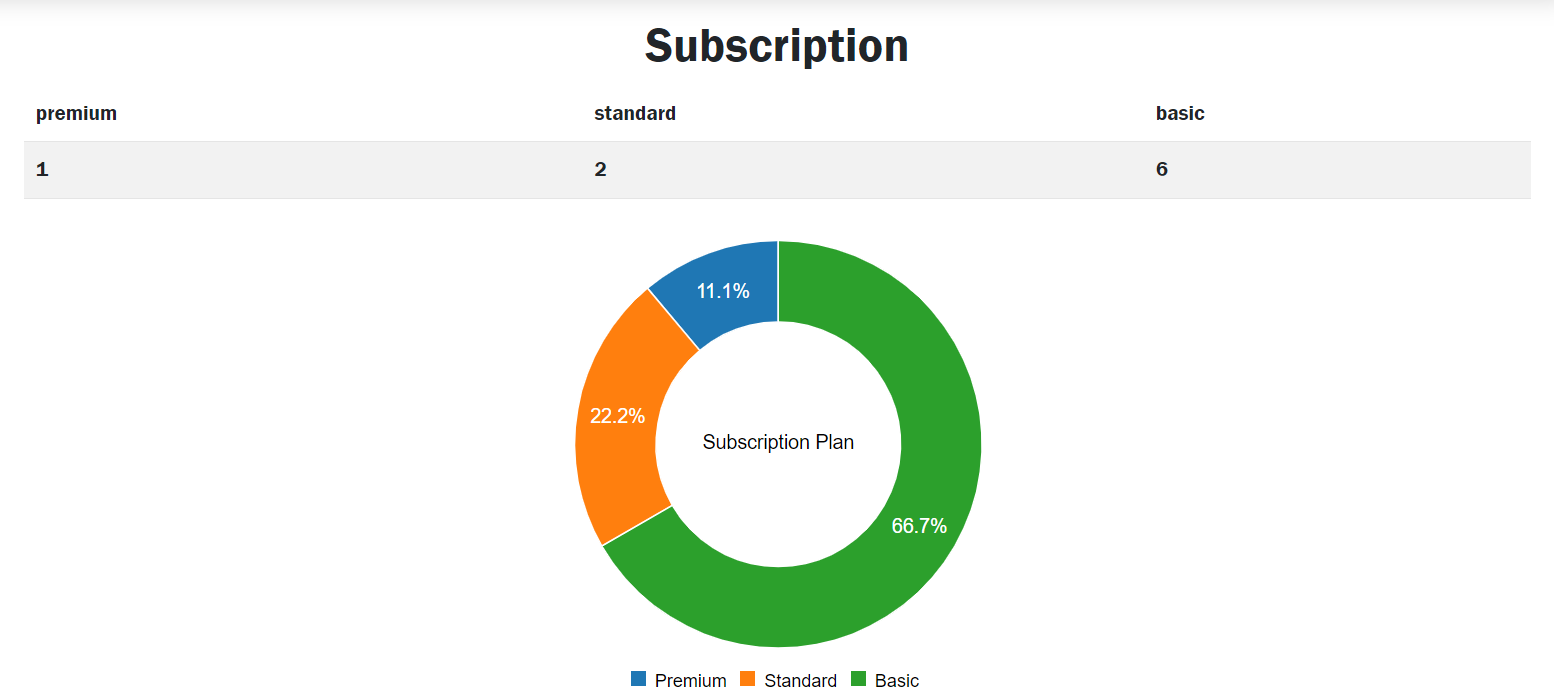 Subscription
premium standard basic
1 2 6
11.1%
22.2%
Subscription Plan
66.7%
Premium Standard Basic